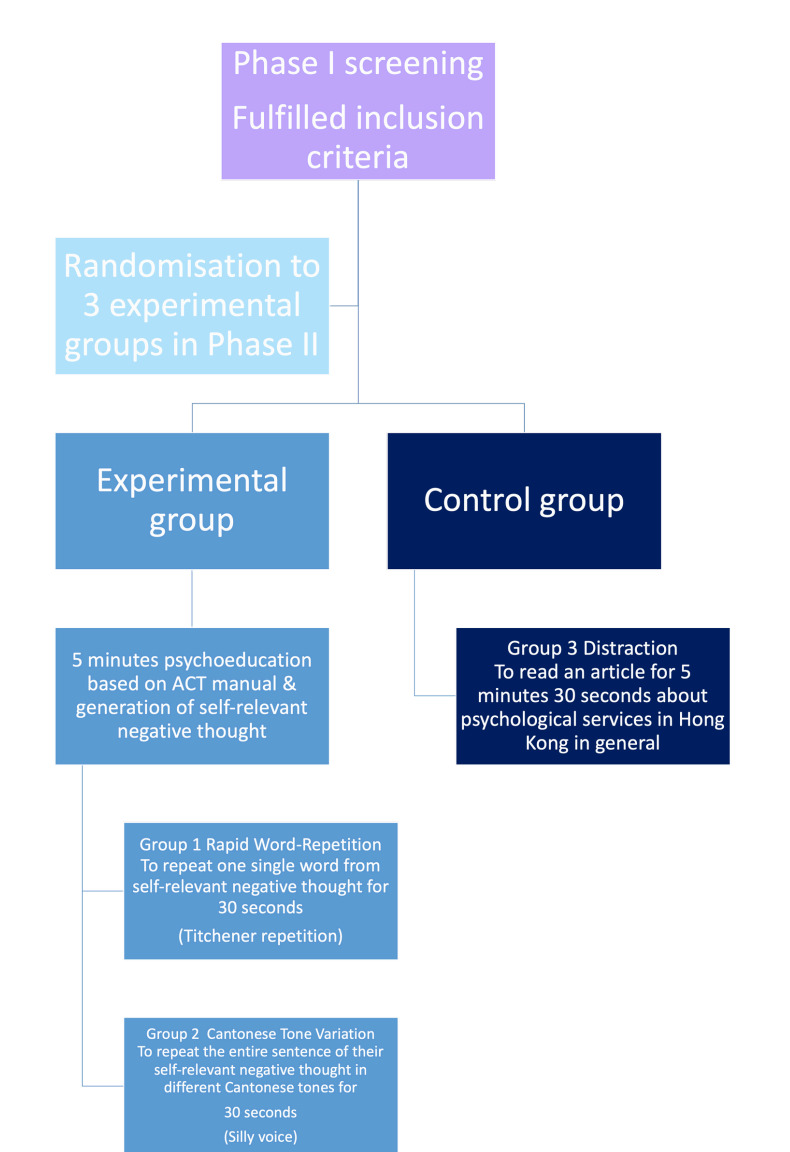 Phase I screening
Fulfilled inclusion
criteria
Randomisation to
3 experimental
groups in Phase II
Experimental
group
Control group
5 minutes psychoeducation
based on ACT manual &
generation of self-relevant
negative thought
Group 3 Distraction
To read an article for 5
minutes 30 seconds about
psychological services in Hong
Kong in general
Group 1 Rapid Word-Repetition
To repeat one single word from
self-relevant negative thought for
30 seconds
(Titchener repetition)
Group 2  Cantonese Tone Variation
To repeat the entire sentence of their
self-relevant negative thought in
different Cantonese tones for
30 seconds
(Silly voice)